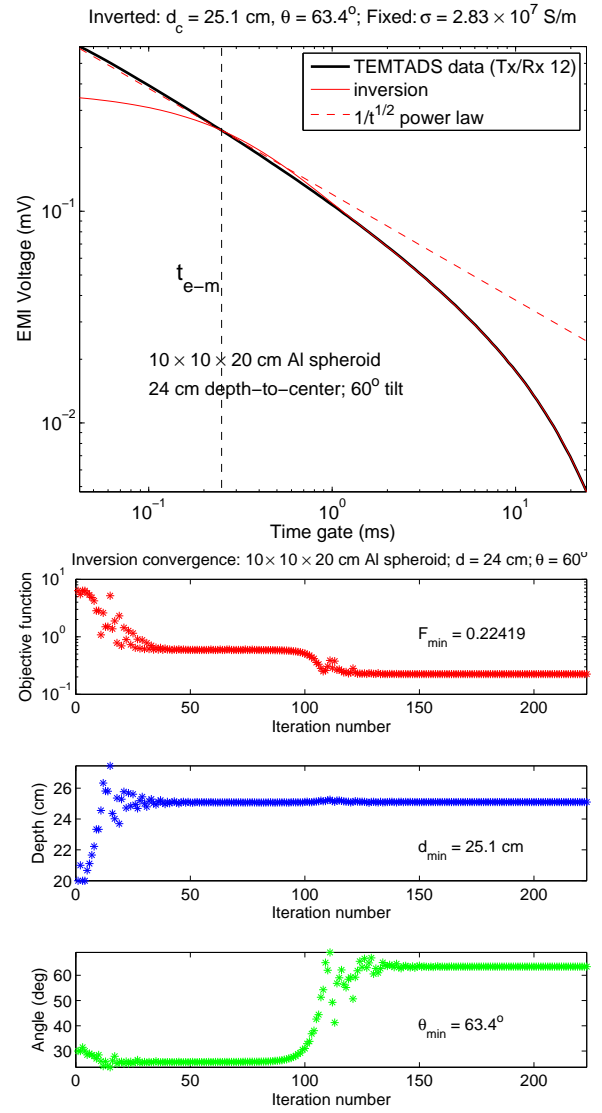 Inverted: d_c = 25.1 cm, θ = 63.4°; Fixed: σ = 2.83 × 10^7 S/m
TEMTADS data (Tx/Rx 12)
inversion
1/t^{1/2} power law
10^{-1}
10^{-2}
EMI Voltage (mV)
t_{e−m}
10 × 10 × 20 cm Al spheroid
24 cm depth-to-center; 60° tilt
10^{-1}
10^0
10^1
Time gate (ms)
Inversion convergence: 10× 10 × 20 cm Al spheroid; d = 24 cm; θ = 60°
10^1
10^0
10^{-1}
Objective function
F_min = 0.22419
0
50
100
150
200
Iteration number
26
24
22
20
Depth (cm)
d_min = 25.1 cm
0
50
100
150
200
Iteration number
60
50
40
30
Angle (deg)
θ_min = 63.4°
0
50
100
150
200
Iteration number